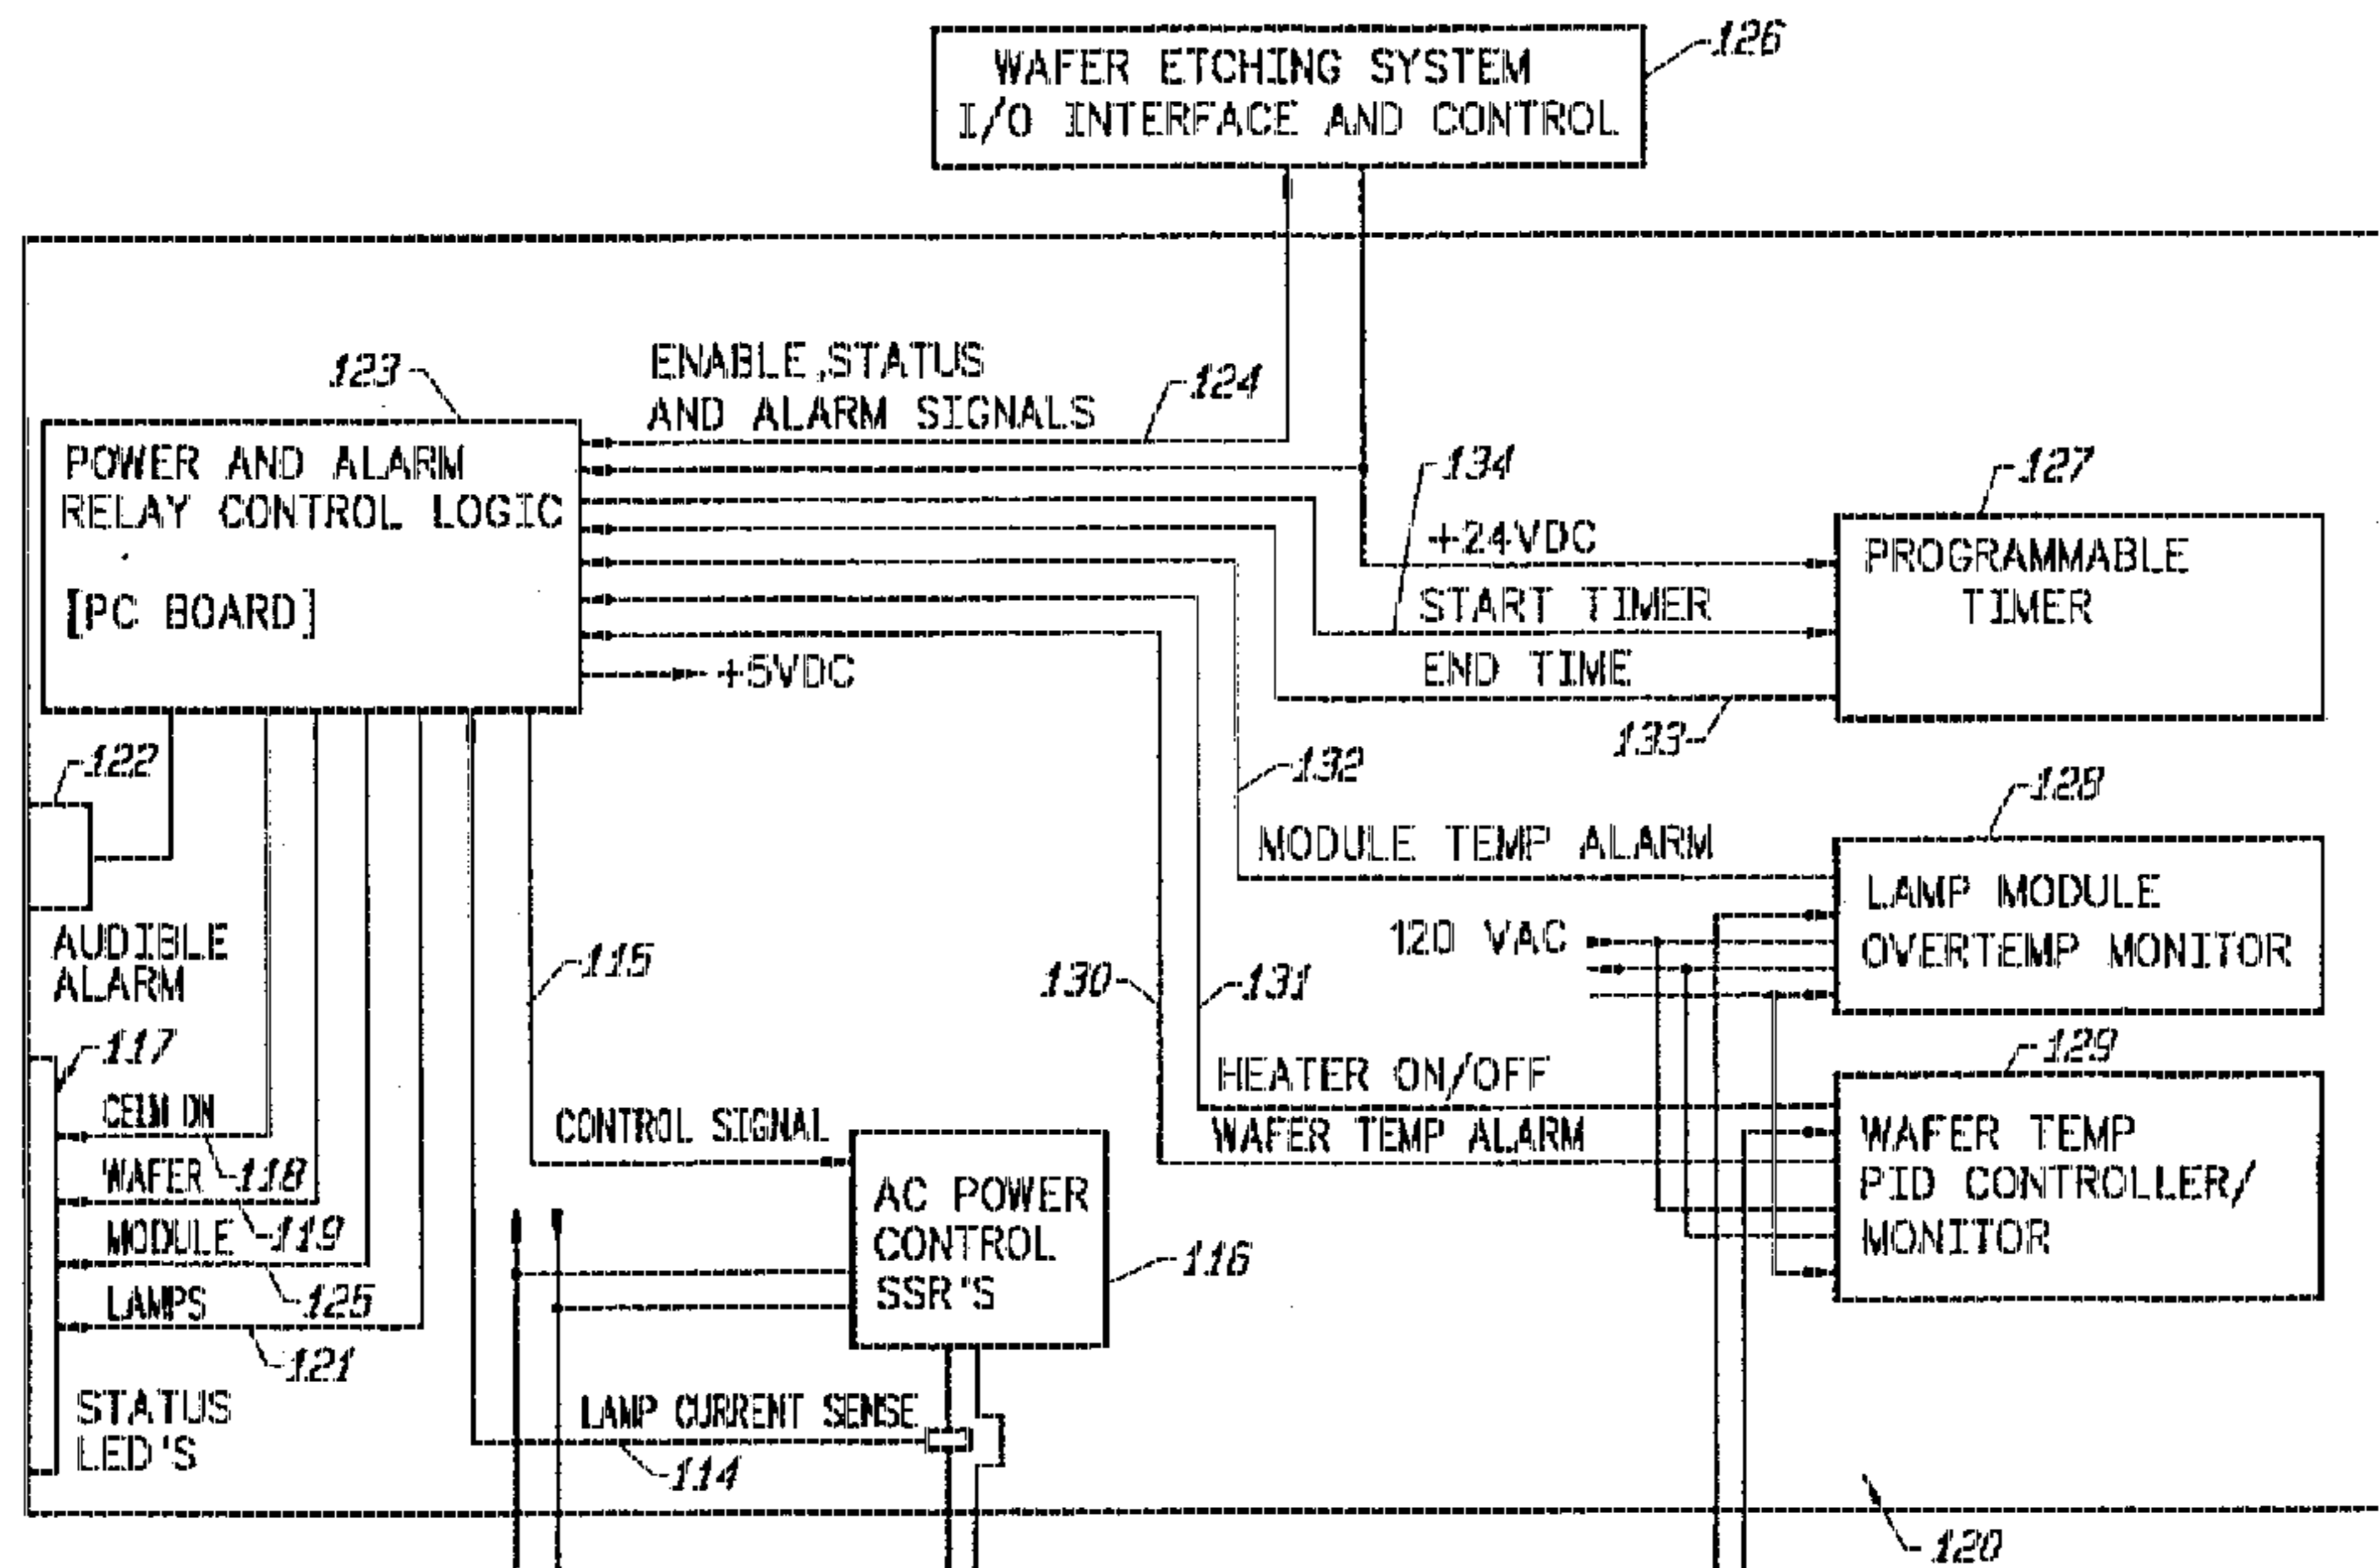 126
WAFER ETCHING SYSTEM
I/O INTERFACE AND CONTROL
123
ENABLE,STATUS
AND ALARM SIGNALS
124
POWER AND ALARM
RELAY CONTROL LOGIC
[PC BOARD]
+5VDC
134
127
+24VDC
START TIMER
END TIME
133
PROGRAMMABLE
TIMER
122
AUDIBLE
ALARM
132
128
MODULE TEMP ALARM
120 VAC
LAMP MODULE
OVERTEMP MONITOR
115
130
131
129
117
HEATER ON/OFF
WAFER TEMP ALARM
WAFER TEMP
PID CONTROLLER/
MONITOR
118
WAFER
119
MODULE
125
LAMPS
121
STATUS
LED'S
CONTROL SIGNAL
AC POWER
CONTROL
SSR'S
116
LAMP CURRENT SENSE
114
120